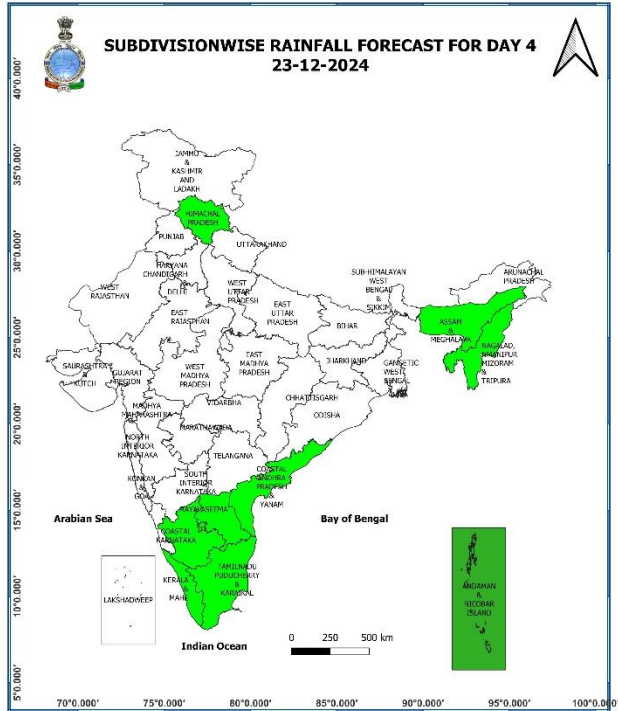 SUBDIVISIONWISE RAINFALL FORECAST FOR DAY 4
23-12-2024
40°0.000'
35°0.000'
30°0.000'
25°0.000'
20°0.000'
15°0.000'
10°0.000'
5°0.000'
JAMMO
&
KASHMIR
AND
LADAKH
HIMACHAL
PRADESH
PUNJAB
UTTARAKHAND
HARYANA
CHANDIGARH
&
DELHI
WEST
RAJASTHAN
WEST
UTTAR
PRADESH
EAST
RAJASTHAN
EAST
UTTAR
PRADESH
SUB-HIMALAYAN
WEST
BENGAL
&
SIKKIM
ARUNACHAL
PRADESH
ASSAM
&
MEGHALAYA
NAGALAD,
MANIPUR
MIZORAM
&
TRIPURA
BIHAR
SAURASHTRA
&
KUTCH
GUJARAT
REGION
WEST
MADHYA
PRADESH
EAST
MADHYA
PRADESH
JHARKHAND
GANGETIC
WEST
BENGAL
CHHATTISGARH
ODISHA
VIDARBHA
MADHYA
MAHARASHTRA
MARATHAWADA
NORTH
INTERIOR
KARNATAKA
TELANGANA
KONKAN
&
GOA
SOUTH
INTERIOR
KARNATAKA
COASTAL
ANDHRA
PRADESH
&
YANAM
RAYALASEEMA
COASTAL
KARNATAKA
Arabian Sea
Bay of Bengal
TAMILNADU
PUDUCHERRY
&
KARAIKAL
KERALA
&
MAHE
LAKSHADWEEP
ANDAMAN
&
NICOBAR
ISLAND
Indian Ocean
0 250 500 km
70°0.000' 75°0.000' 80°0.000' 85°0.000' 90°0.000' 95°0.000' 100°0.000'